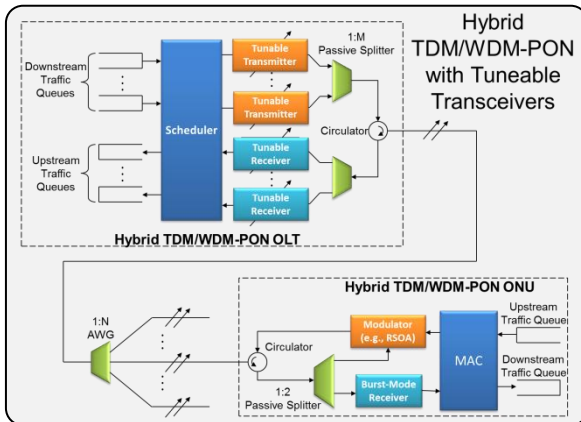 Hybrid
TDM/WDM-PON
with Tuneable
Transceivers
1:M
Passive Splitter
Downstream
Traffic
Queues
Scheduler
Tunable
Transmitter
Tunable
Transmitter
Circulator
Upstream
Traffic
Queues
Tunable
Receiver
Tunable
Receiver
Hybrid TDM/WDM-PON OLT
Hybrid TDM/WDM-PON ONU
1:N
AWG
Circulator
Modulator
(e.g., RSOA)
MAC
Upstream
Traffic Queue
Downstream
Traffic Queue
1:2
Passive Splitter
Burst-Mode
Receiver